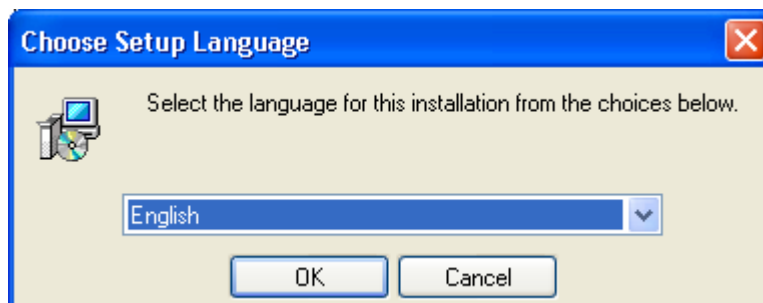 Choose Setup Language
Select the language for this installation from the choices below.
English
OK
Cancel